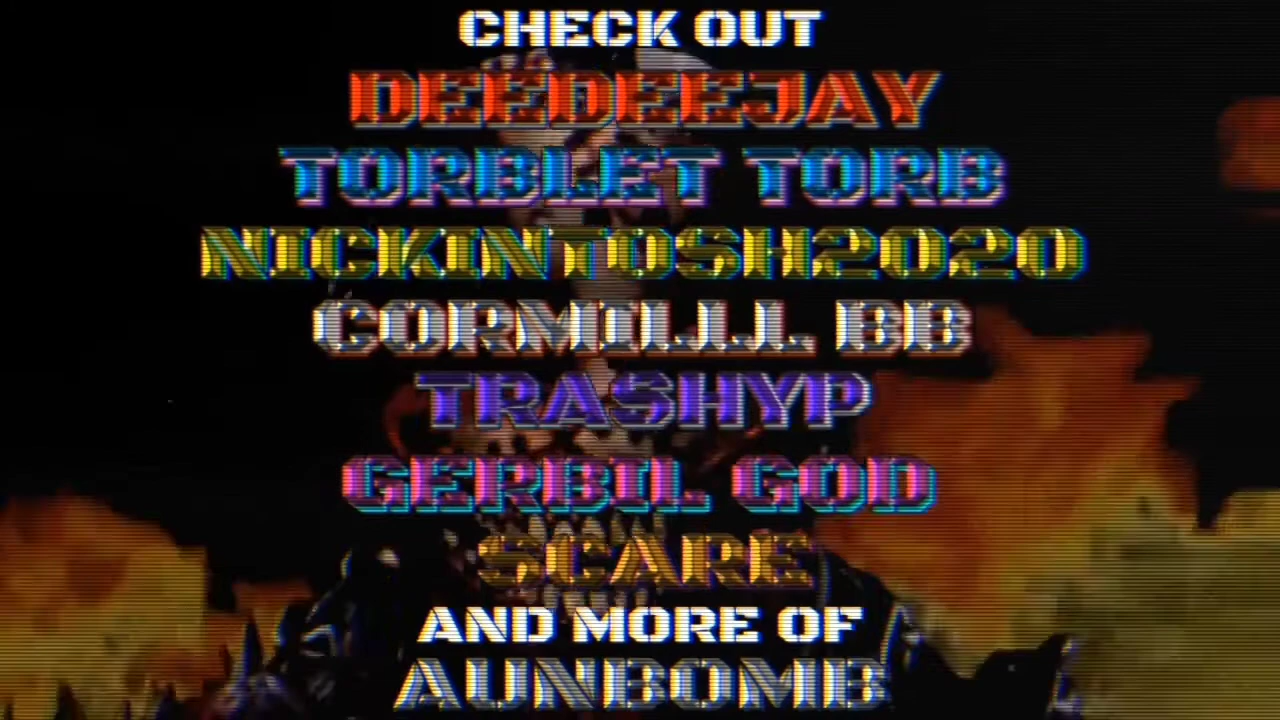 CHECK OUT
DEEDEEJAY
TORBLET TORB
NICKINTOSH2020
CORMILLL BB
TRASHYP
GERBIL GOD
SCARE
AND MORE OF
AUNBOMB